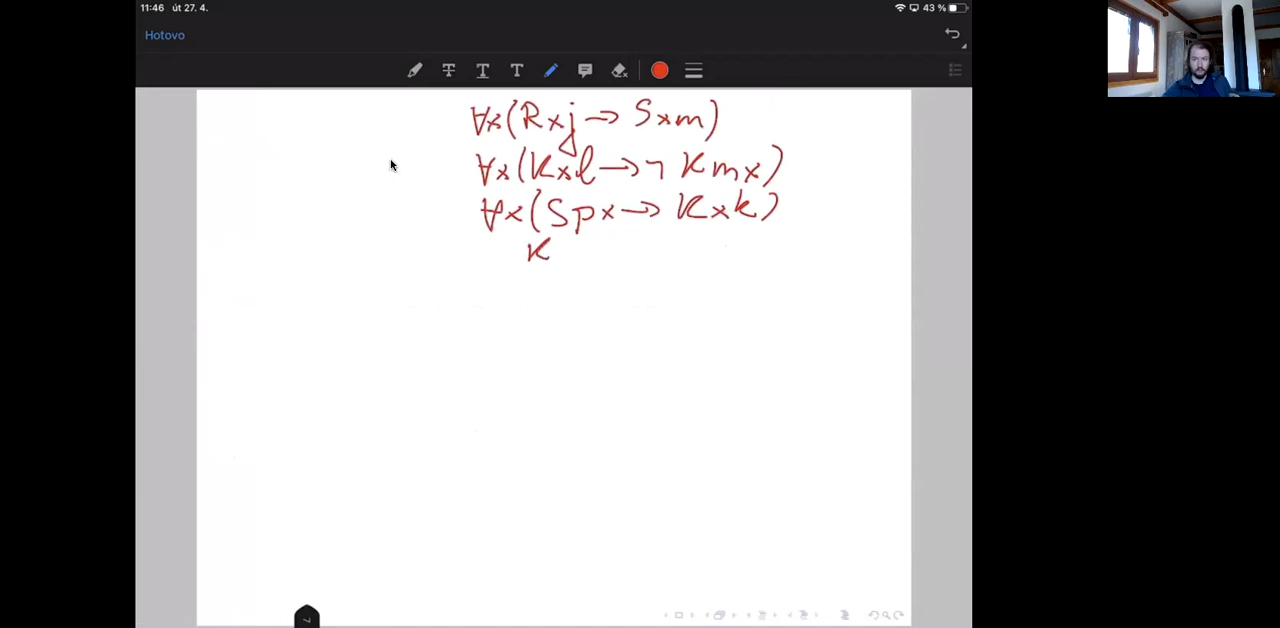 11:46 út 27. 4.
43 %
Hotovo
∀x(Rxj → Sxm)
∀x(Kxl → ¬ Kmx)
∀x(Spx → Kxk)
K